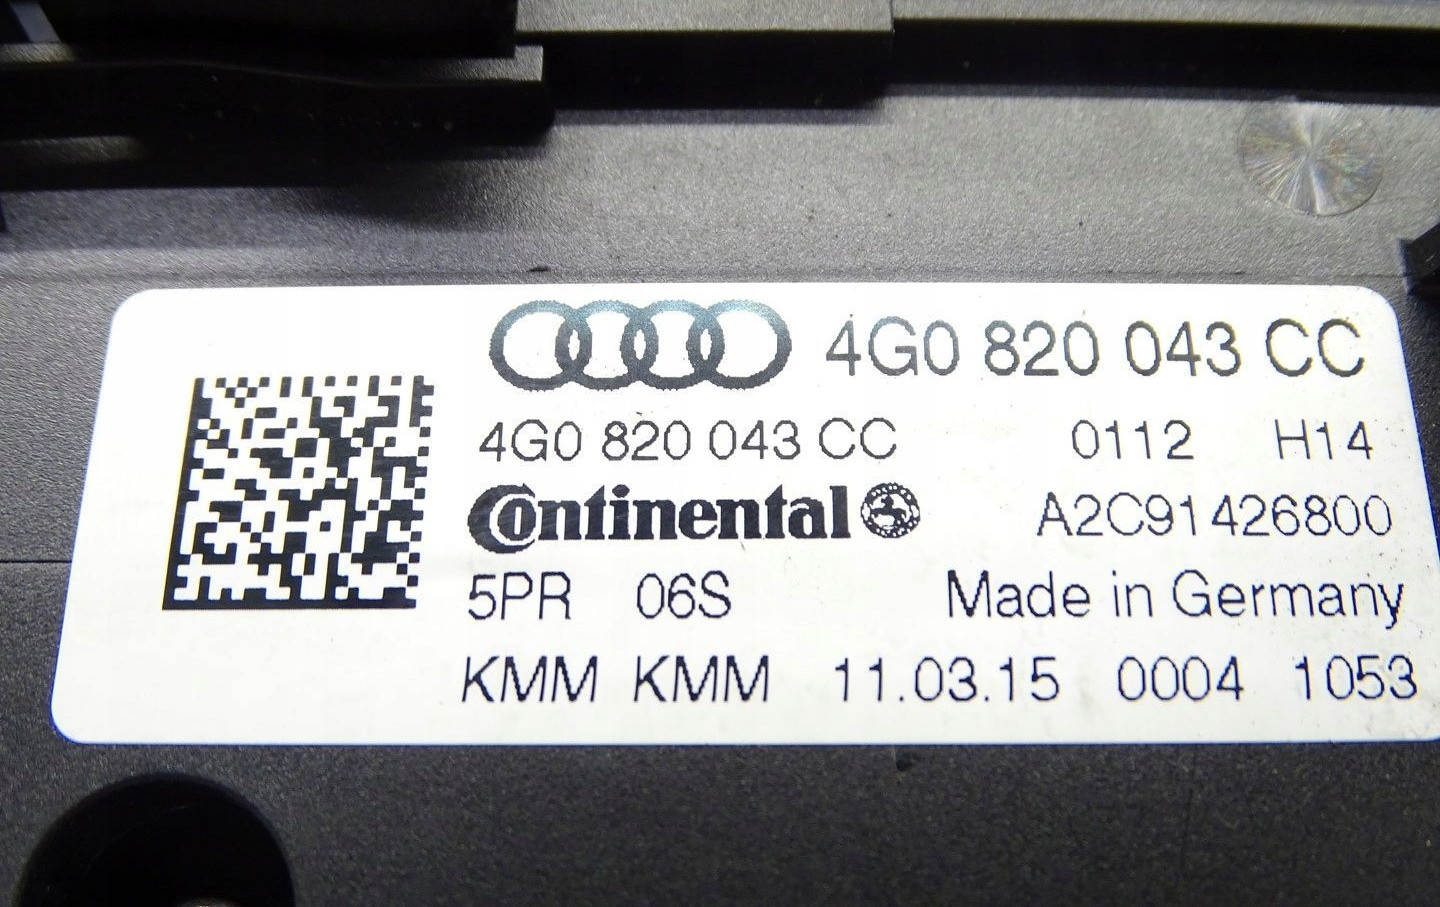 4G0 820 043 CC
4G0 820 043 CC 0112 H14
Continental A2C91426800
5PR 06S Made in Germany
KMM KMM 11.03.15 0004 1053